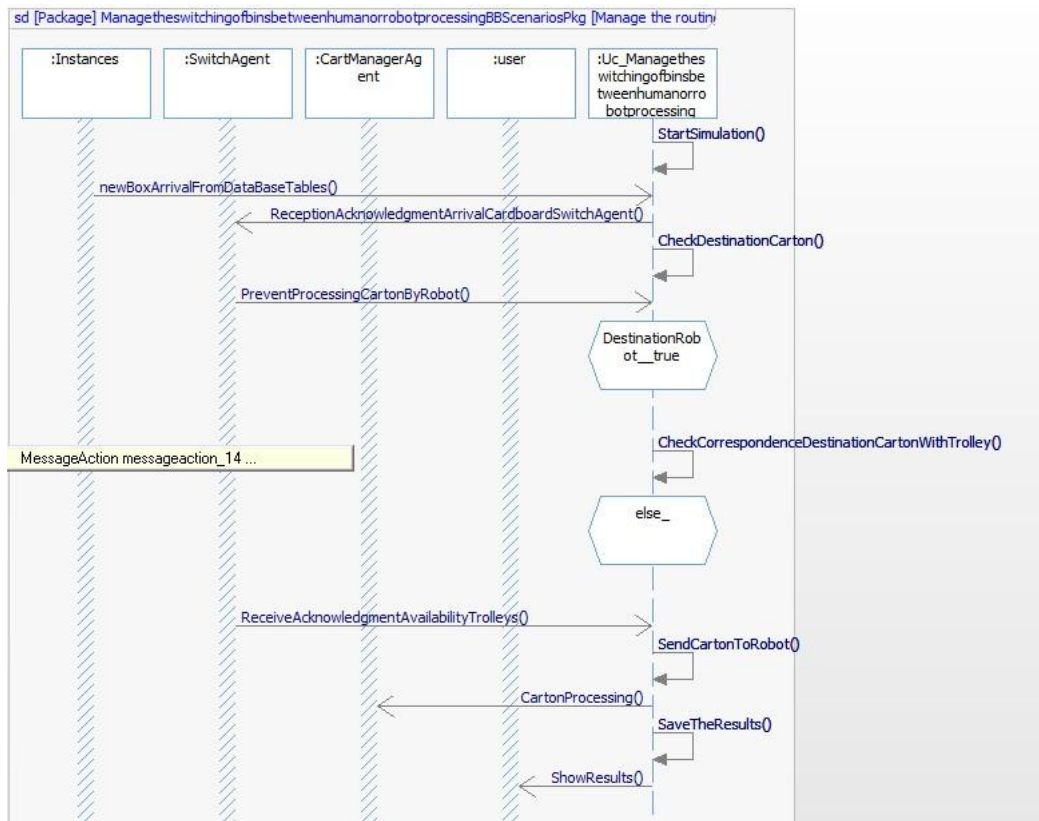 sd [Package] ManagetheswitchingofbinsbetweenhumanorrobotprocessingBBScenariosPkg [Manage the routing
:Instances
:SwitchAgent
:CartManagerAg
ent
:user
:Uc_Managethes
witchingofbinsbe
tweenhumanorro
botprocessing
StartSimulation()
newBoxArrivalFromDataBaseTables()
ReceptionAcknowledgmentArrivalCardboardSwitchAgent()
CheckDestinationCarton()
PreventProcessingCartonByRobot()
DestinationRob
ot__true
CheckCorrespondenceDestinationCartonWithTrolley()
MessageAction messageaction_14 ...
else_
ReceiveAcknowledgmentAvailabilityTrolleys()
SendCartonToRobot()
CartonProcessing()
SaveTheResults()
ShowResults()